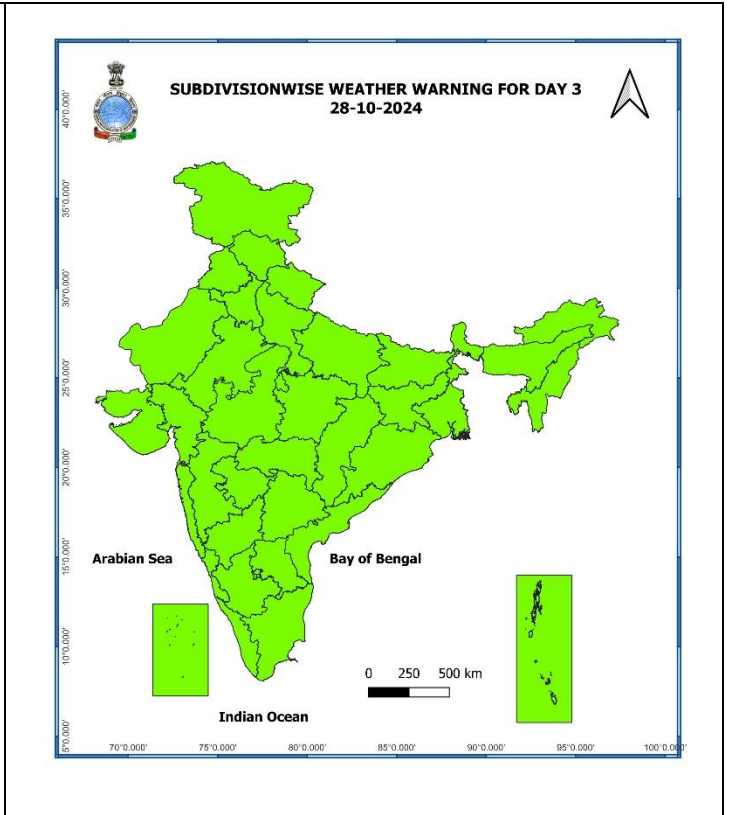 SUBDIVISIONWISE WEATHER WARNING FOR DAY 3
28-10-2024
40°0.000'
35°0.000'
30°0.000'
25°0.000'
20°0.000'
15°0.000'
10°0.000'
5°0.000'
Arabian Sea
Bay of Bengal
0 250 500 km
Indian Ocean
70°0.000' 75°0.000' 80°0.000' 85°0.000' 90°0.000' 95°0.000' 100°0.000'